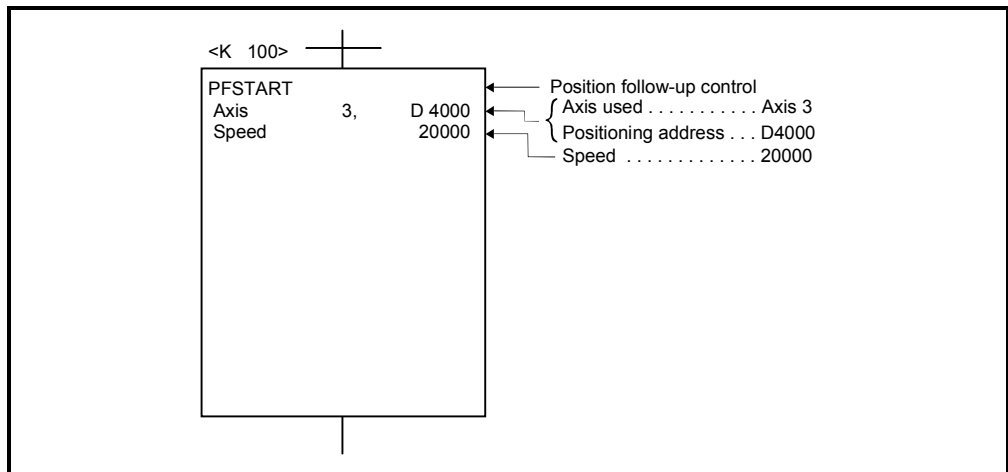 <K 100>
PFSTART
Axis 3, D 4000
Speed 20000
Position follow-up control
Axis used . . . . . . . . . . . Axis 3
Positioning address . . . D4000
Speed . . . . . . . . . . . . . 20000